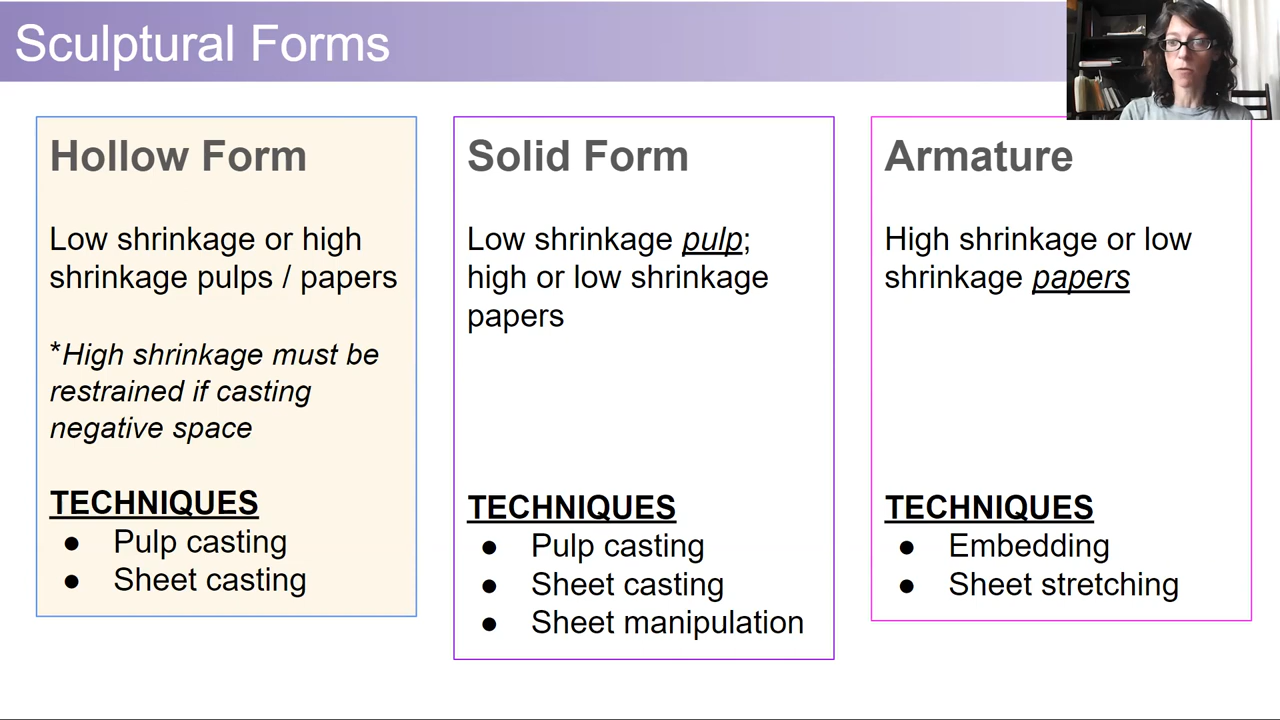 Sculptural Forms
Hollow Form
Low shrinkage or high
shrinkage pulps / papers
*High shrinkage must be
restrained if casting
negative space
TECHNIQUES
● Pulp casting
● Sheet casting
Solid Form
Low shrinkage pulp;
high or low shrinkage
papers
TECHNIQUES
● Pulp casting
● Sheet casting
● Sheet manipulation
Armature
High shrinkage or low
shrinkage papers
TECHNIQUES
● Embedding
● Sheet stretching